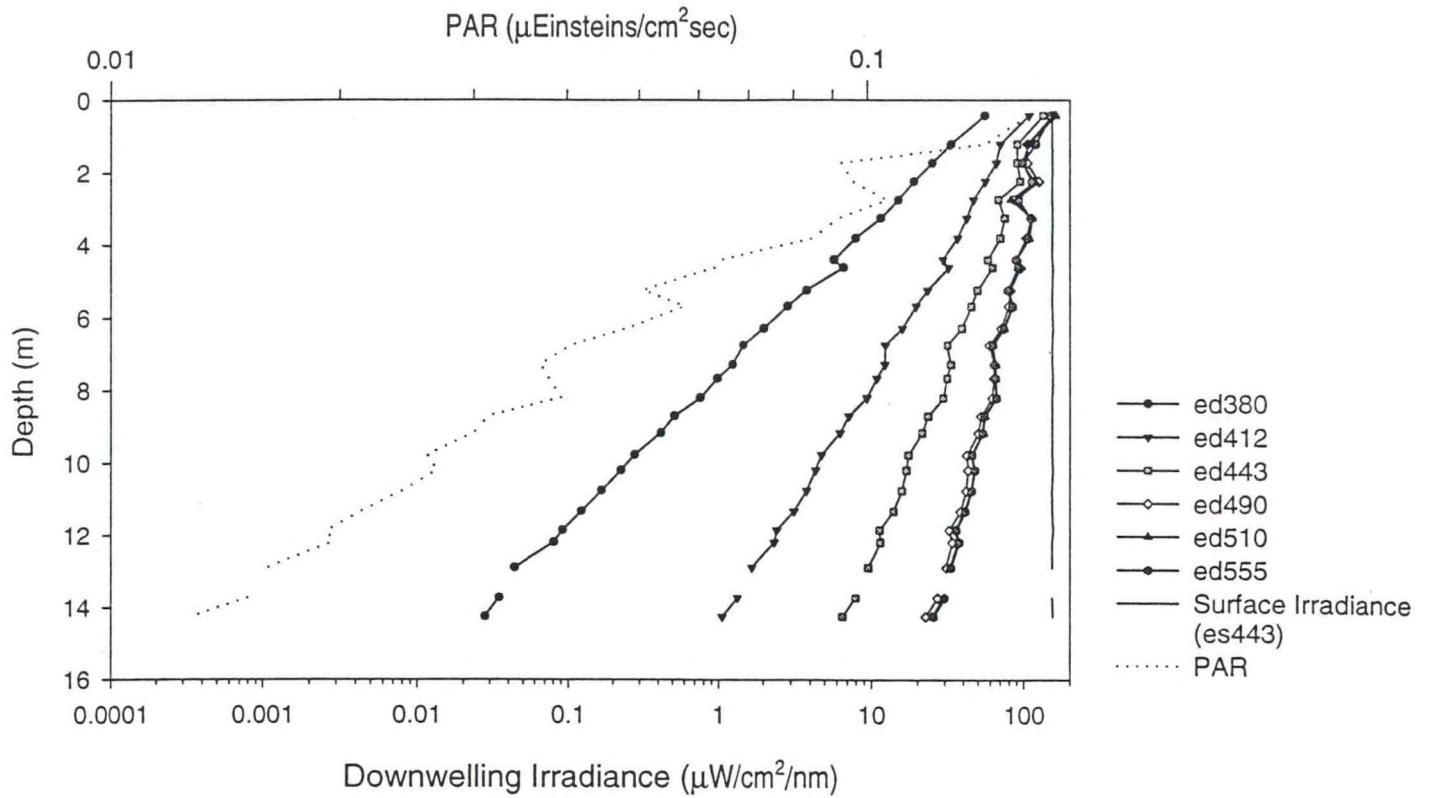 PAR (μEinsteins/cm²sec)
0.01 0.1
0
2
4
6
8
10
12
14
16
Depth (m)
0.0001 0.001 0.01 0.1 1 10 100
Downwelling Irradiance (μW/cm²/nm)
ed380
ed412
ed443
ed490
ed510
ed555
Surface Irradiance
(es443)
PAR